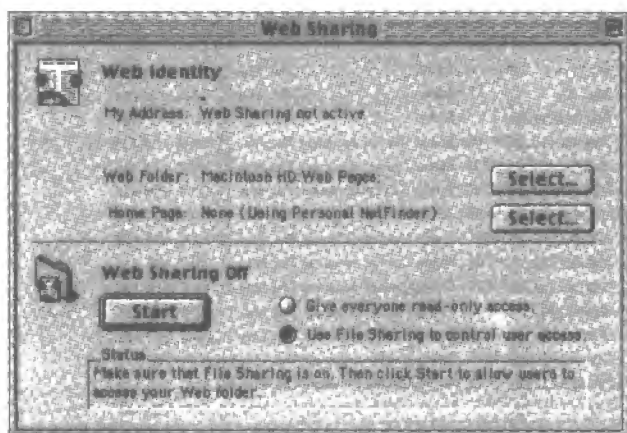 Web Sharing
Web Identity
My Address: Web Sharing not active
Web Folder: Macintosh HD:Web Pages:
Select...
Home Page: None (Using Personal NetFinder)
Select...
Web Sharing Off
Start
Give everyone read-only access.
Use File Sharing to control user access.
Status
Make sure that File Sharing is on. Then click Start to allow users to
access your Web folder.